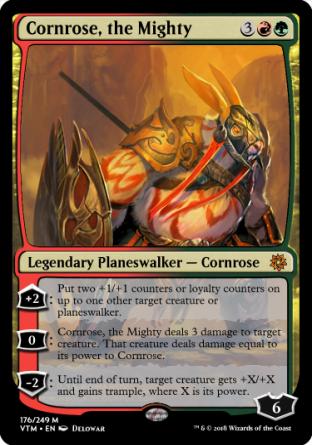 Cornrose, the Mighty 3
Legendary Planeswalker — Cornrose
+2 Put two +1/+1 counters or loyalty counters on
up to one other target creature or
planeswalker.
0 Cornrose, the Mighty deals 3 damage to target
creature. That creature deals damage equal to
its power to Cornrose.
-2 Until end of turn, target creature gets +X/+X
and gains trample, where X is its power.
6
176/249 M
VTM • EN DELOWAR ™ & © 2018 Wizards of the Coast